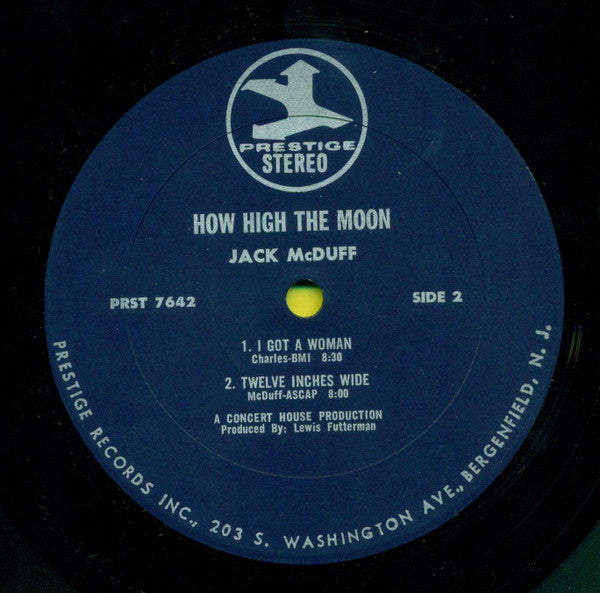 PRESTIGE
STEREO
HOW HIGH THE MOON
JACK McDUFF
PRST 7642
SIDE 2
1. I GOT A WOMAN
Charles-BMI 8:30
2. TWELVE INCHES WIDE
McDuff-ASCAP 8:00
A CONCERT HOUSE PRODUCTION
Produced By: Lewis Futterman
PRESTIGE RECORDS INC., 203 S. WASHINGTON AVE., BERGENFIELD, N. J.